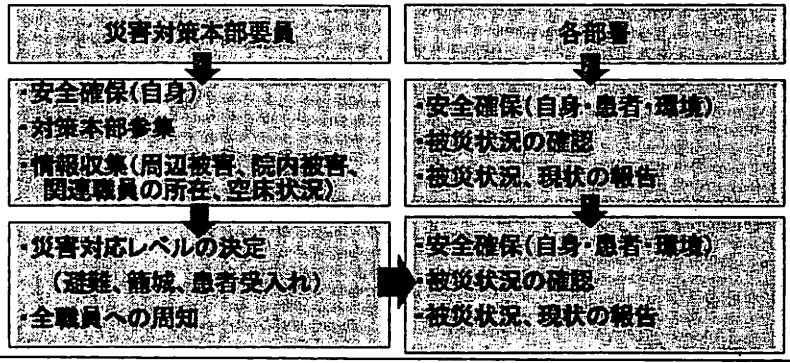 災害対策本部要員
・安全確保(自身)
・対策本部参集
・情報収集(周辺被害、院内被害、
関連職員の所在、空床状況)
・災害対応レベルの決定
(避難、籠城、患者受入れ)
・全職員への周知
各部署
・安全確保(自身・患者・環境)
・被災状況の確認
・被災状況、現状の報告
・安全確保(自身・患者・環境)
・被災状況の確認
・被災状況、現状の報告